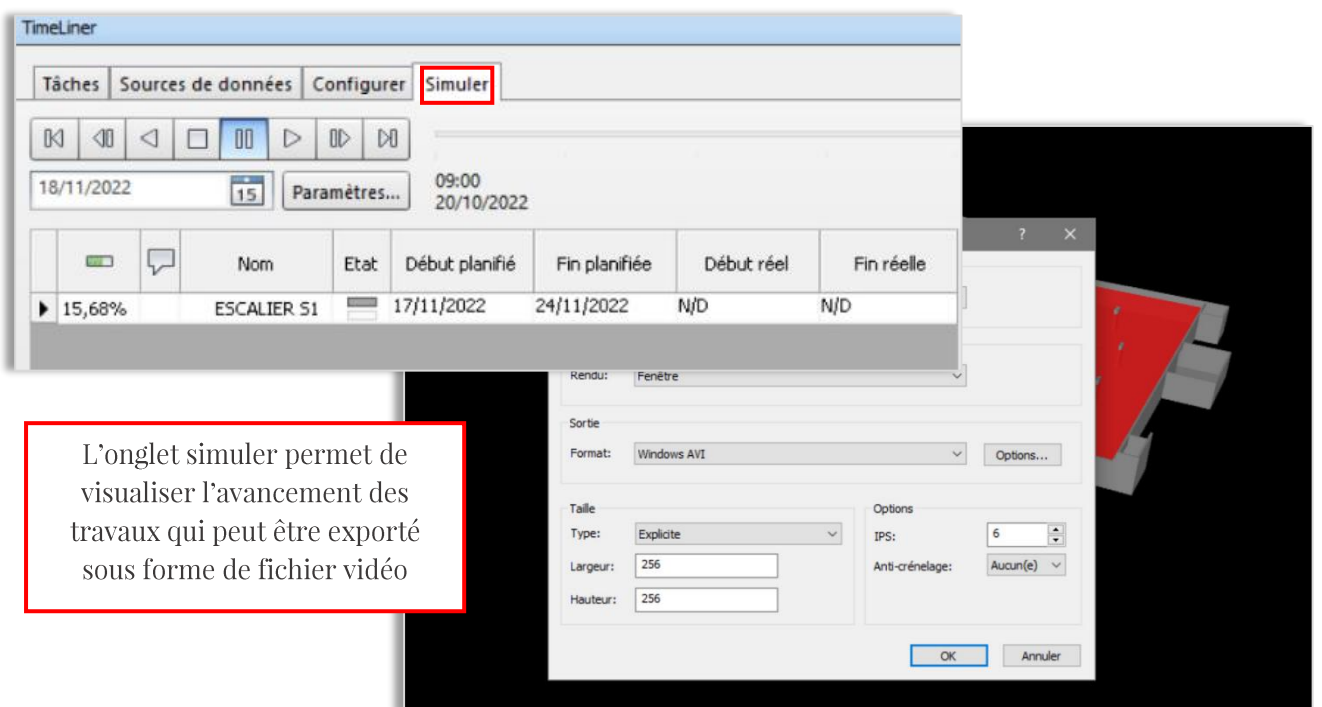 TimeLiner
Tâches Sources de données Configurer Simuler
18/11/2022 15 Paramètres... 09:00
20/10/2022
Nom Etat Début planifié Fin planifiée Début réel Fin réelle
15,68% ESCALIER S1 17/11/2022 24/11/2022 N/D N/D
? ×
Rendu: Fenêtre
Sortie
Format: Windows AVI Options...
Taille Options
Type: Explicite IPS: 6
Largeur: 256 Anti-crénelage: Aucun(e)
Hauteur: 256
OK Annuler
L’onglet simuler permet de
visualiser l’avancement des
travaux qui peut être exporté
sous forme de fichier vidéo